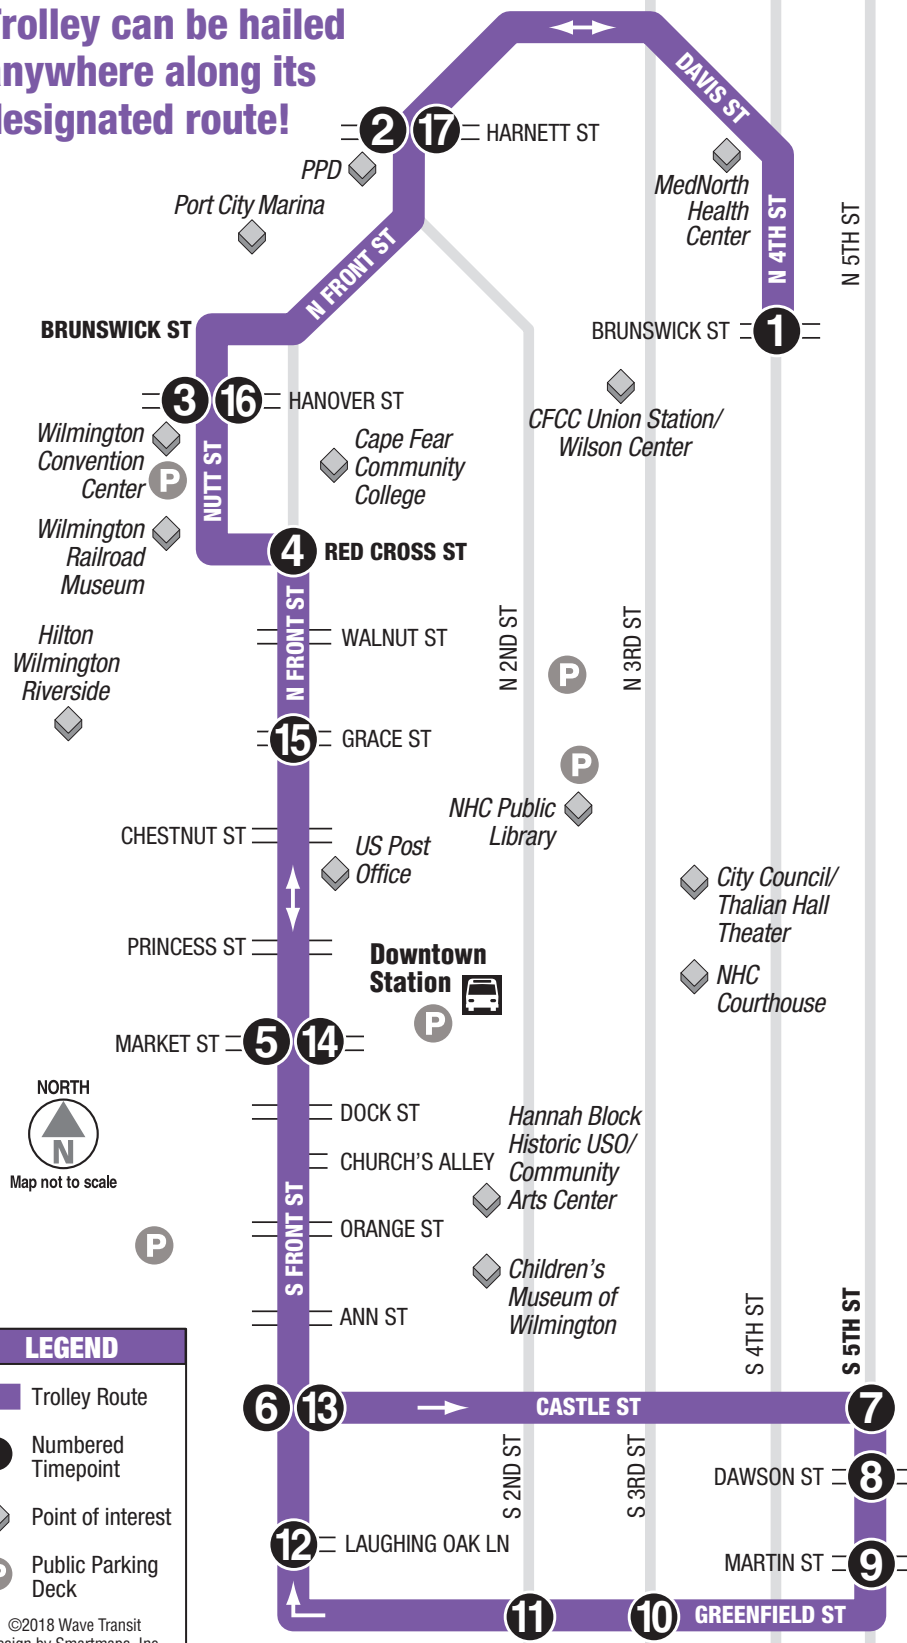 Trolley can be hailed
anywhere along its
designated route!
DAVIS ST
2
17
HARNETT ST
PPD
Port City Marina
MedNorth
Health
Center
N 4TH ST
N 5TH ST
N FRONT ST
BRUNSWICK ST
BRUNSWICK ST
1
3
16
HANOVER ST
CFCC Union Station/
Wilson Center
Wilmington
Convention
Center
P
NUTT ST
Cape Fear
Community
College
Wilmington
Railroad
Museum
4
RED CROSS ST
N FRONT ST
WALNUT ST
N 2ND ST
N 3RD ST
Hilton
Wilmington
Riverside
P
15
GRACE ST
P
NHC Public
Library
CHESTNUT ST
US Post
Office
City Council/
Thalian Hall
Theater
PRINCESS ST
Downtown
Station
P
NHC
Courthouse
MARKET ST
5
14
NORTH
N
Map not to scale
DOCK ST
CHURCH'S ALLEY
Hannah Block
Historic USO/
Community
Arts Center
S FRONT ST
ORANGE ST
P
Children's
Museum of
Wilmington
ANN ST
S 4TH ST
S 5TH ST
6
13
CASTLE ST
7
S 2ND ST
S 3RD ST
DAWSON ST
8
12
LAUGHING OAK LN
MARTIN ST
9
11
10
GREENFIELD ST
LEGEND
Trolley Route
Numbered
Timepoint
Point of interest
P
Public Parking
Deck
©2018 Wave Transit
Design by Smartmaps, Inc.